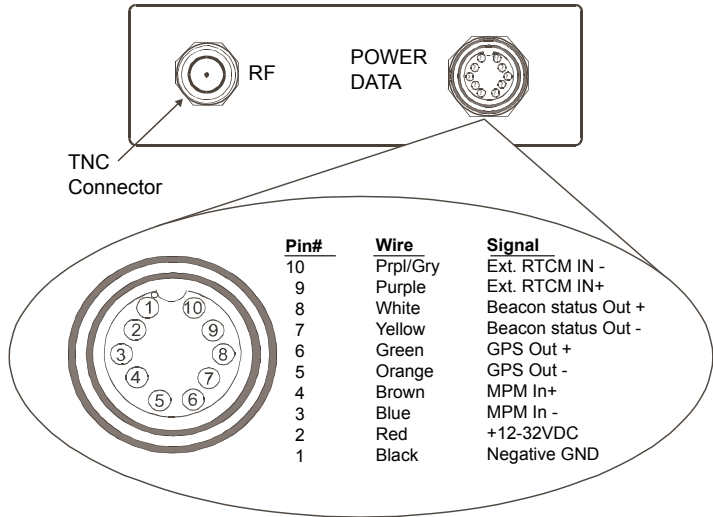 RF
POWER
DATA
TNC
Connector
Pin# Wire Signal
10 Prpl/Gry Ext. RTCM IN -
9 Purple Ext. RTCM IN+
8 White Beacon status Out +
7 Yellow Beacon status Out -
6 Green GPS Out +
5 Orange GPS Out -
4 Brown MPM In+
3 Blue MPM In -
2 Red +12-32VDC
1 Black Negative GND
1 10
2 9
3 8
4 7
5 6